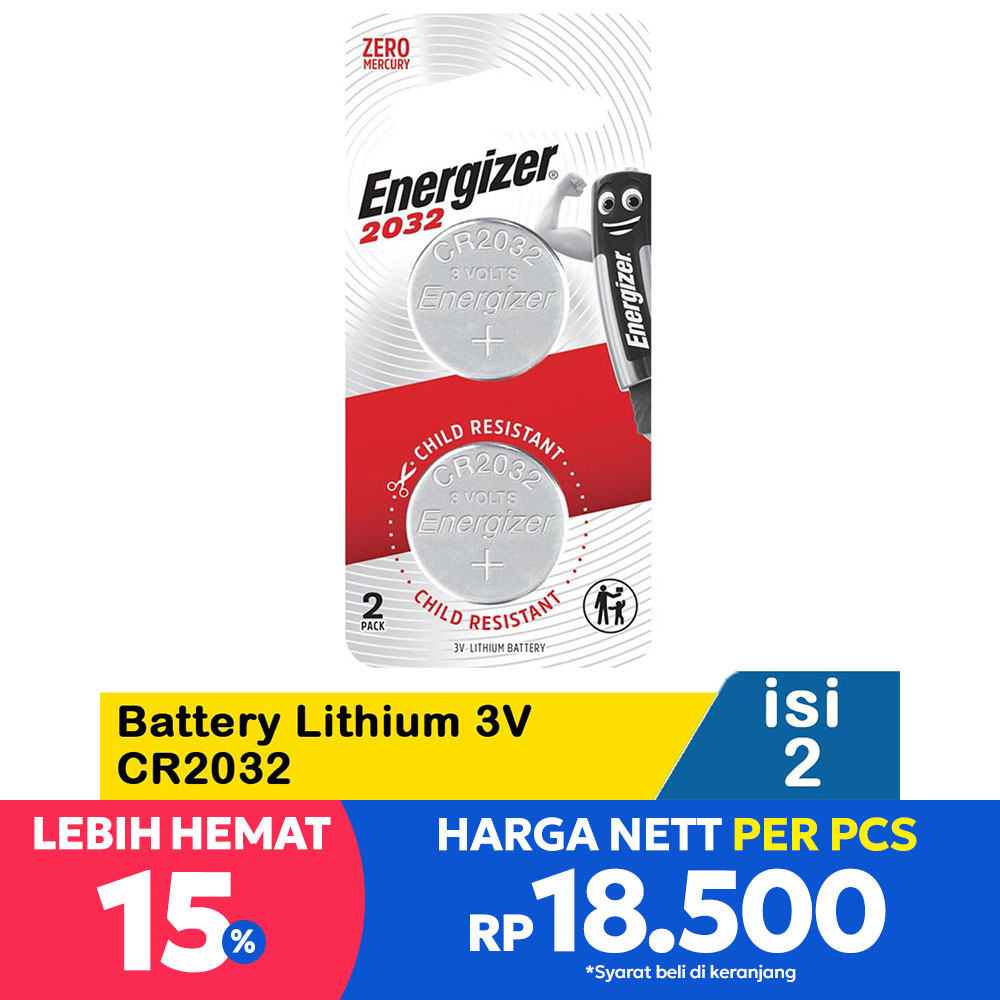 ZERO
MERCURY
Energizer®
2032
Energizer
CR2032
3 VOLTS
Energizer
+
CHILD RESISTANT
CR2032
3 VOLTS
Energizer
+
CHILD RESISTANT
2
PACK
3V LITHIUM BATTERY
Battery Lithium 3V
CR2032
isi
2
LEBIH HEMAT
15%
HARGA NETT PER PCS
RP18.500
*Syarat beli di keranjang